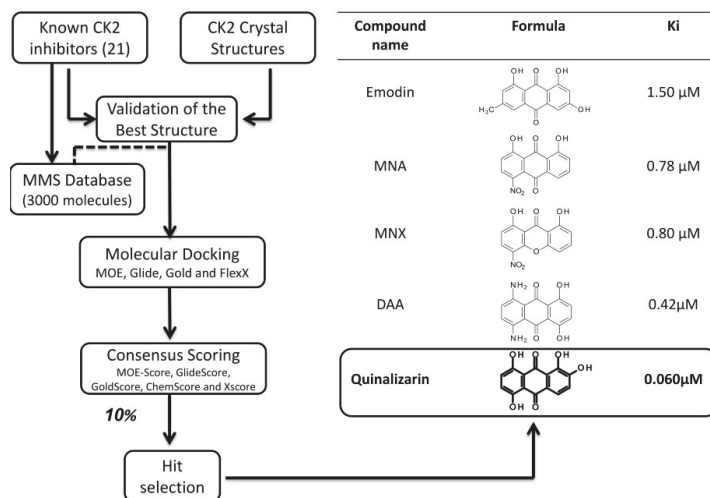 Known CK2
inhibitors (21)
CK2 Crystal
Structures
Validation of the
Best Structure
MMS Database
(3000 molecules)
Molecular Docking
MOE, Glide, Gold and FlexX
Consensus Scoring
MOE-Score, GlideScore,
GoldScore, ChemScore and Xscore
10%
Hit
selection
Compound
name
Formula
Ki
Emodin
OH O OH
H₃C
OH
O
1.50 μM
MNA
OH O OH
NO₂ O
0.78 μM
MNX
OH O OH
O
NO₂
0.80 μM
DAA
NH₂ O OH
NH₂ O OH
0.42μM
Quinalizarin
OH O OH
OH
OH O
0.060μM